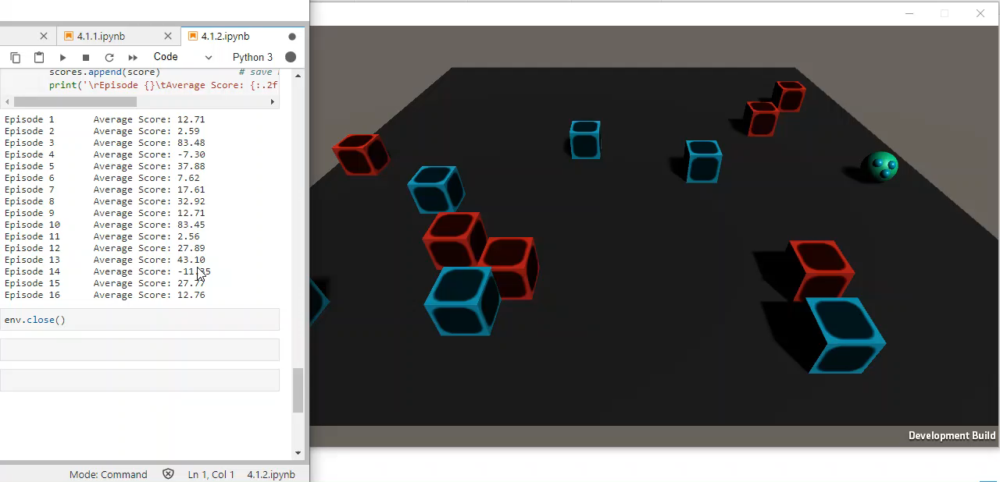 4.1.1.ipynb
4.1.2.ipynb
Code
Python 3
scores.append(score) # save
print('\rEpisode {}\tAverage Score: {:.2f
Episode 1 Average Score: 12.71
Episode 2 Average Score: 2.59
Episode 3 Average Score: 83.48
Episode 4 Average Score: -7.30
Episode 5 Average Score: 37.88
Episode 6 Average Score: 7.62
Episode 7 Average Score: 17.61
Episode 8 Average Score: 32.92
Episode 9 Average Score: 12.71
Episode 10 Average Score: 83.45
Episode 11 Average Score: 2.56
Episode 12 Average Score: 27.89
Episode 13 Average Score: 43.10
Episode 14 Average Score:
Episode 15 Average Score: 27.77
Episode 16 Average Score: 12.76
env.close()
Mode: Command Ln 1, Col 1 4.1.2.ipynb
Development Build